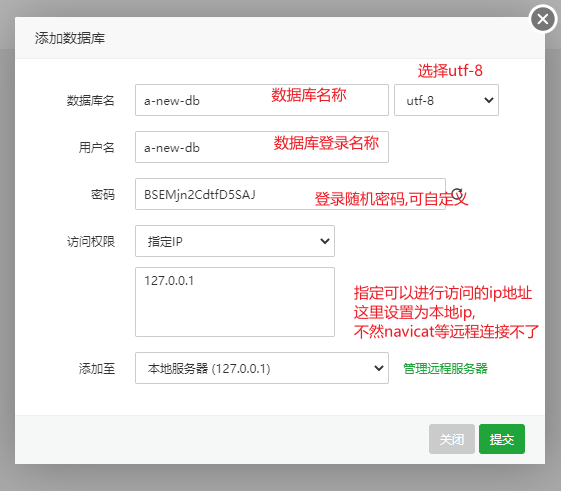 添加数据库
选择utf-8
数据库名 a-new-db 数据库名称 utf-8
用户名 a-new-db 数据库登录名称
密码 BSEMjn2CdtfD5SAJ 登录随机密码,可自定义
访问权限 指定IP
127.0.0.1
指定可以进行访问的ip地址
这里设置为本地ip,
不然navicat等远程连接不了
添加至 本地服务器 (127.0.0.1) 管理远程服务器
关闭 提交